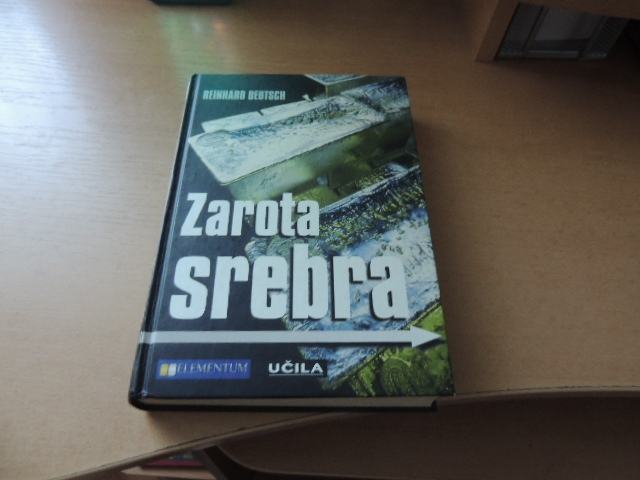 REINHARD DEUTSCH
Zarota
srebra
ELEMENTUM
UČILA